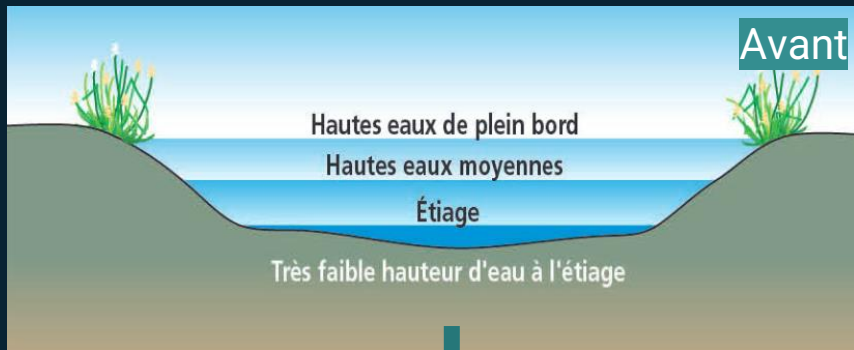 Avant
Hautes eaux de plein bord
Hautes eaux moyennes
Étiage
Très faible hauteur d'eau à l'étiage